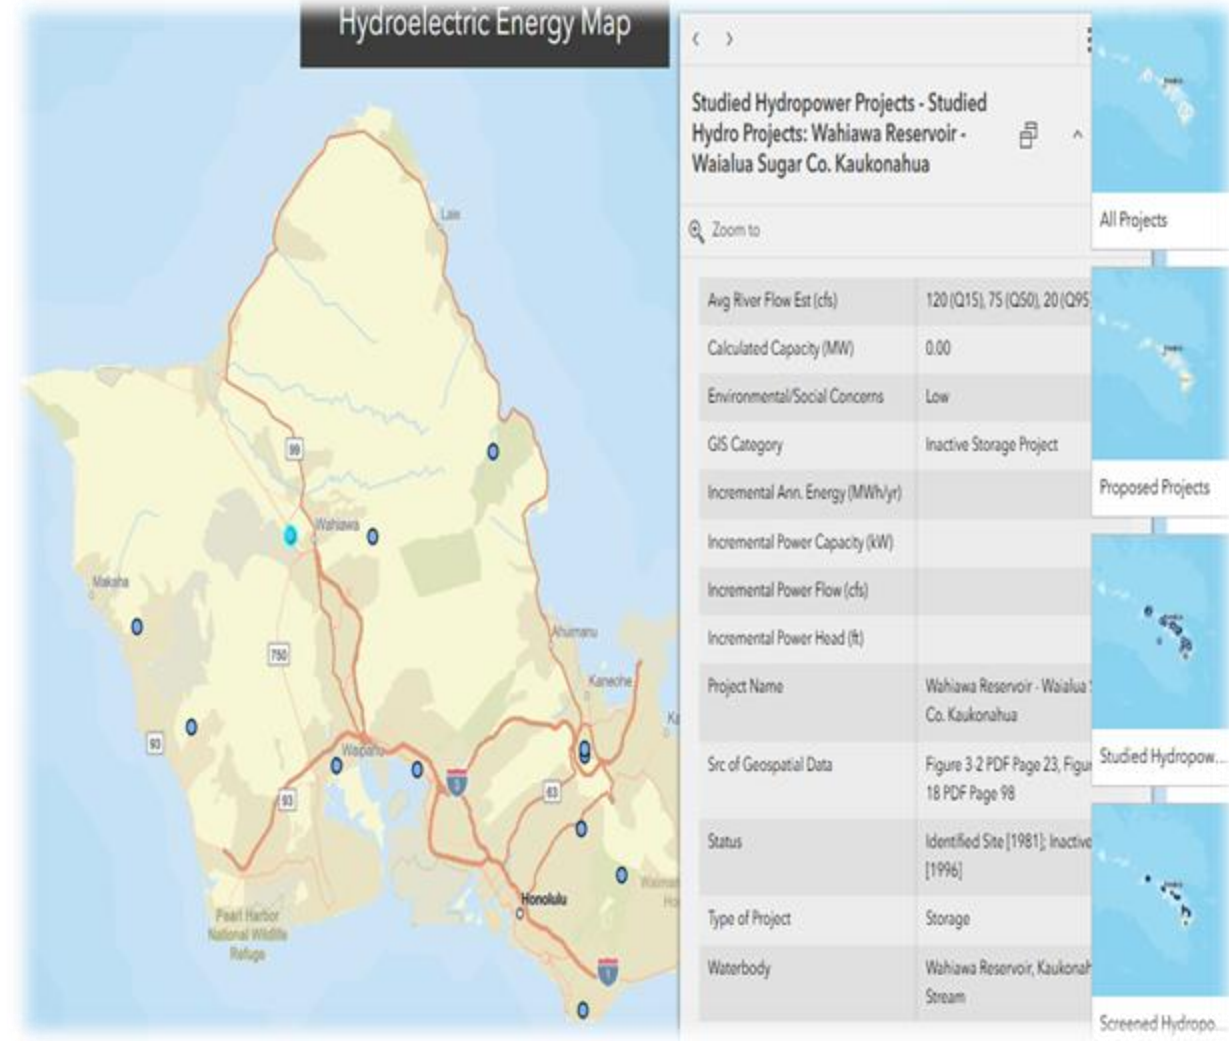 Hydroelectric Energy Map
Laie
99
Wahiawa
Makaha
750
Ahuimanu
Kaneohe
Ka
93
Waipahu
93
63
Honolulu
Pearl Harbor
National Wildlife
Refuge
1
Studied Hydropower Projects - Studied
Hydro Projects: Wahiawa Reservoir -
Waialua Sugar Co. Kaukonahua
Zoom to
Avg River Flow Est (cfs)
120 (Q15), 75 (Q50), 20 (Q95
Calculated Capacity (MW)
0.00
Environmental/Social Concerns
Low
GIS Category
Inactive Storage Project
Incremental Ann. Energy (MWh/yr)
Incremental Power Capacity (kW)
Incremental Power Flow (cfs)
Incremental Power Head (ft)
Project Name
Wahiawa Reservoir - Waialua
Co. Kaukonahua
Src of Geospatial Data
Figure 3-2 PDF Page 23, Figu
18 PDF Page 98
Status
Identified Site [1981]; Inactive
[1996]
Type of Project
Storage
Waterbody
Wahiawa Reservoir, Kaukonah
Stream
All Projects
Proposed Projects
Studied Hydropow...
Screened Hydropo...